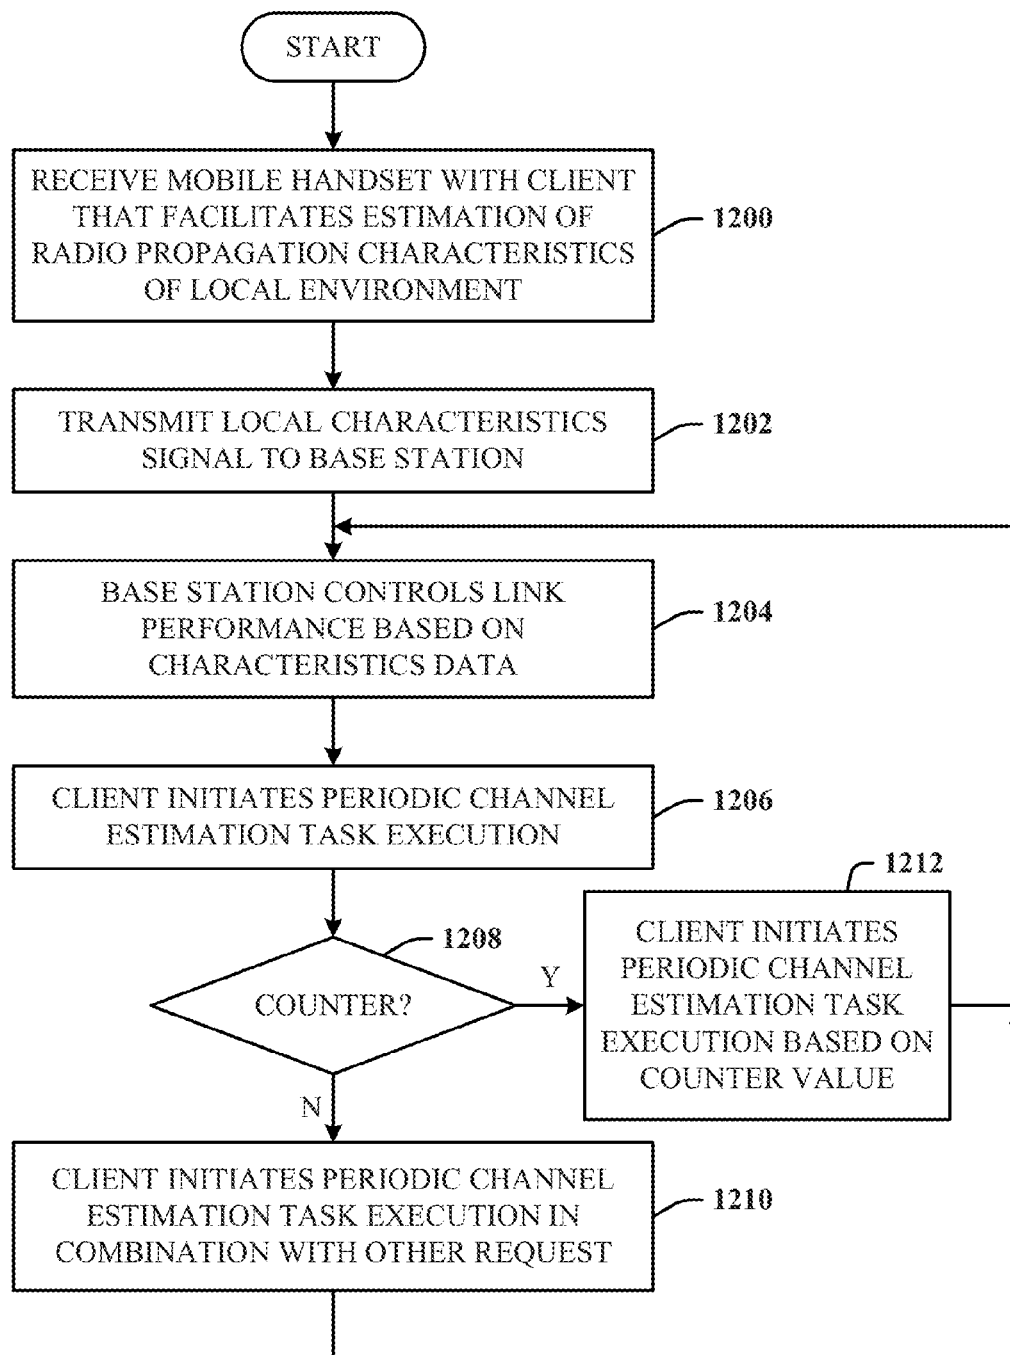 START
RECEIVE MOBILE HANDSET WITH CLIENT
THAT FACILITATES ESTIMATION OF
RADIO PROPAGATION CHARACTERISTICS
OF LOCAL ENVIRONMENT
1200
TRANSMIT LOCAL CHARACTERISTICS
SIGNAL TO BASE STATION
1202
BASE STATION CONTROLS LINK
PERFORMANCE BASED ON
CHARACTERISTICS DATA
1204
CLIENT INITIATES PERIODIC CHANNEL
ESTIMATION TASK EXECUTION
1206
COUNTER?
1208
Y
N
CLIENT INITIATES
PERIODIC CHANNEL
ESTIMATION TASK
EXECUTION BASED ON
COUNTER VALUE
1212
CLIENT INITIATES PERIODIC CHANNEL
ESTIMATION TASK EXECUTION IN
COMBINATION WITH OTHER REQUEST
1210